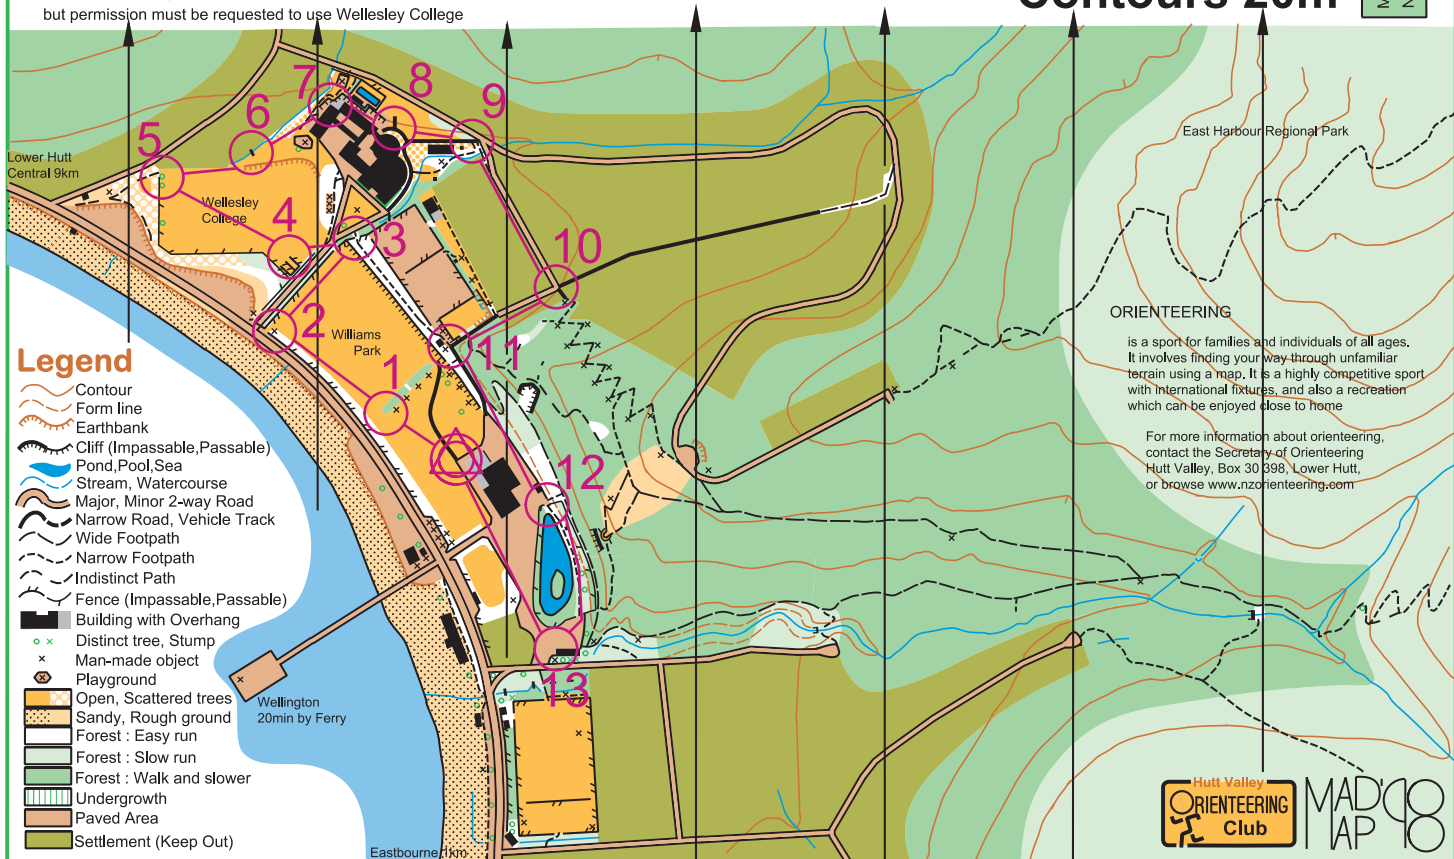 but permission must be requested to use Wellesley College
Contours 20m
M
N
East Harbour Regional Park
Lower Hutt
Central 9km
Wellesley
College
Williams
Park
5
6
7
8
9
4
3
10
2
11
1
12
13
ORIENTEERING
is a sport for families and individuals of all ages.
It involves finding your way through unfamiliar
terrain using a map. It is a highly competitive sport
with international fixtures, and also a recreation
which can be enjoyed close to home
For more information about orienteering,
contact the Secretary of Orienteering
Hutt Valley, Box 30 398, Lower Hutt,
or browse www.nzorienteering.com
Legend
Contour
Form line
Earthbank
Cliff (Impassable,Passable)
Pond,Pool,Sea
Stream, Watercourse
Major, Minor 2-way Road
Narrow Road, Vehicle Track
Wide Footpath
Narrow Footpath
Indistinct Path
Fence (Impassable,Passable)
Building with Overhang
Distinct tree, Stump
Man-made object
Playground
Open, Scattered trees
Sandy, Rough ground
Forest : Easy run
Forest : Slow run
Forest : Walk and slower
Undergrowth
Paved Area
Settlement (Keep Out)
Wellington
20min by Ferry
Eastbourne 1km
Hutt Valley
ORIENTEERING
Club
MAD'98
MAP